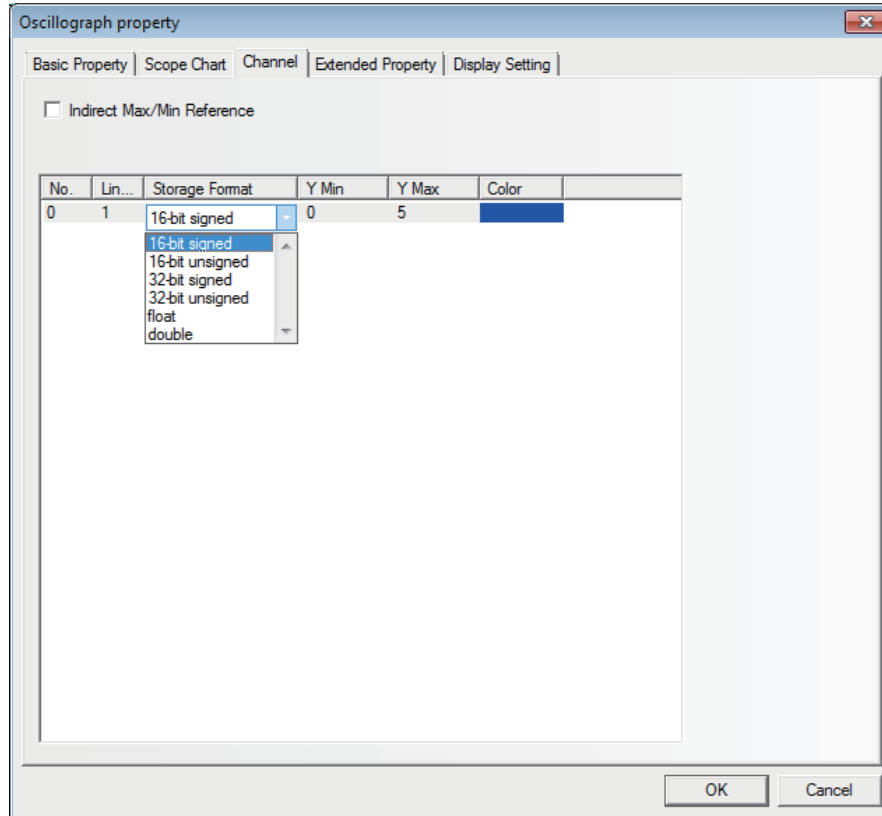 Oscillograph property
Basic Property Scope Chart Channel Extended Property Display Setting
Indirect Max/Min Reference
No. Lin... Storage Format Y Min Y Max Color
0 1 16-bit signed 0 5
16-bit signed
16-bit unsigned
32-bit signed
32-bit unsigned
float
double
OK Cancel